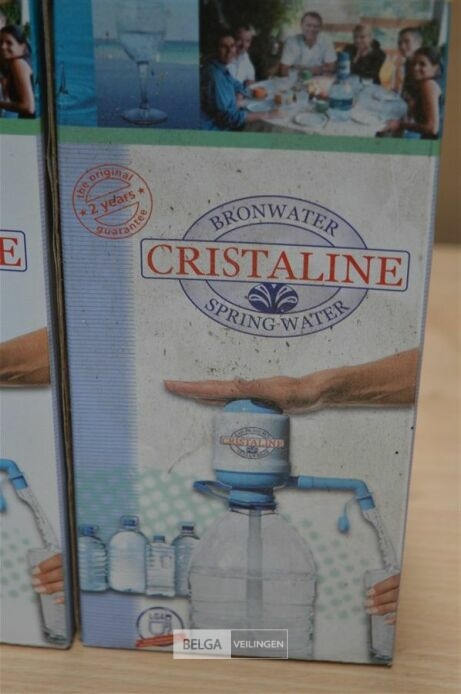 the original
2 years
guarantee
BRONWATER
CRISTALINE
SPRING WATER
E
CRISTALINE
BELGA VEILINGEN